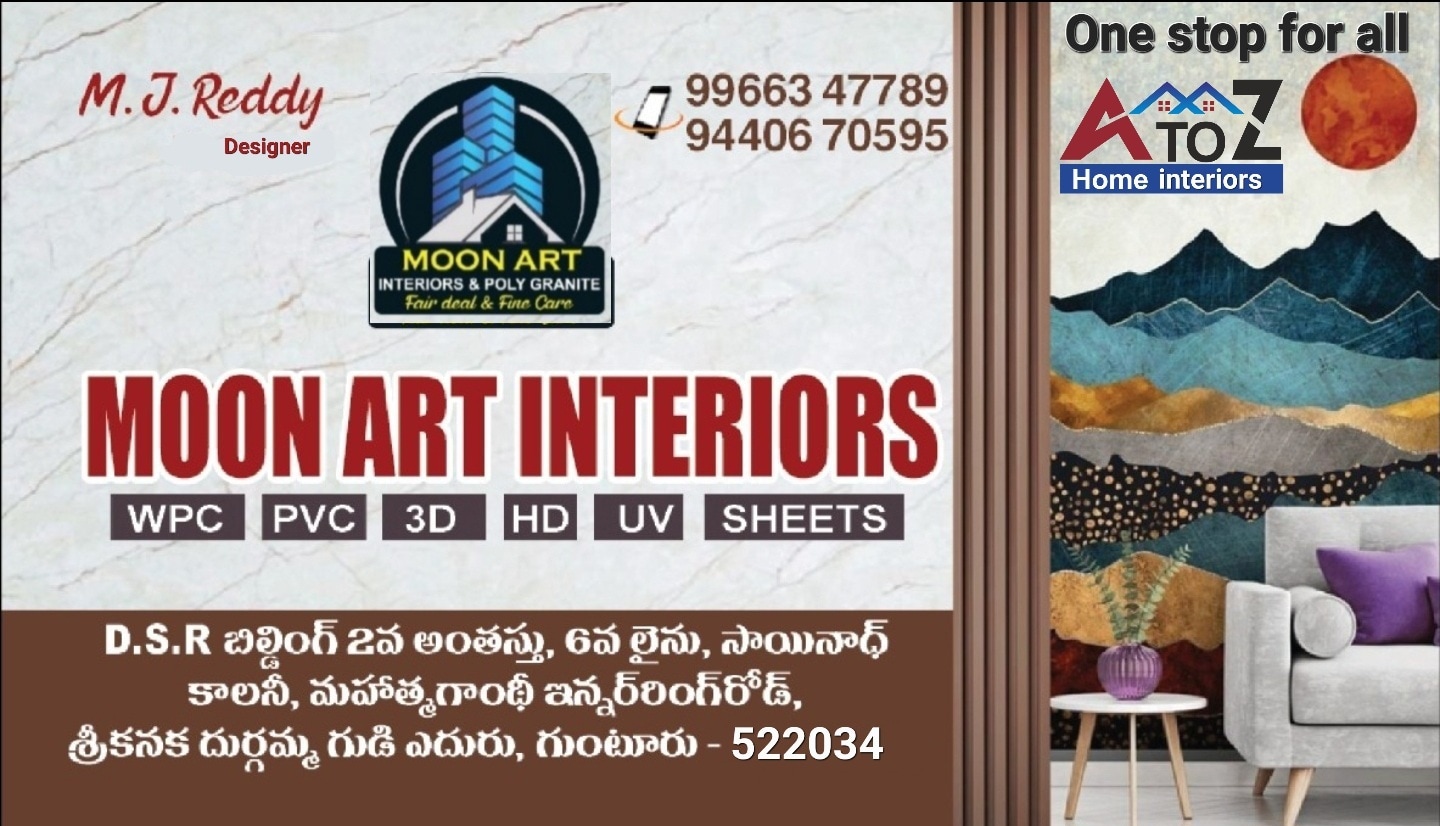 M. J. Reddy
Designer
MOON ART
INTERIORS & POLY GRANITE
Fair deal & Fine Care
99663 47789
94406 70595
One stop for all
A TO Z
Home interiors
MOON ART INTERIORS
WPC PVC 3D HD UV SHEETS
D.S.R బిల్డింగ్ 2వ అంతస్తు, 6వ లైను, సాయినాధ్
కాలనీ, మహాత్మగాంధీ ఇన్నర్‌రింగ్‌రోడ్,
శ్రీకనక దుర్గమ్మ గుడి ఎదురు, గుంటూరు - 522034